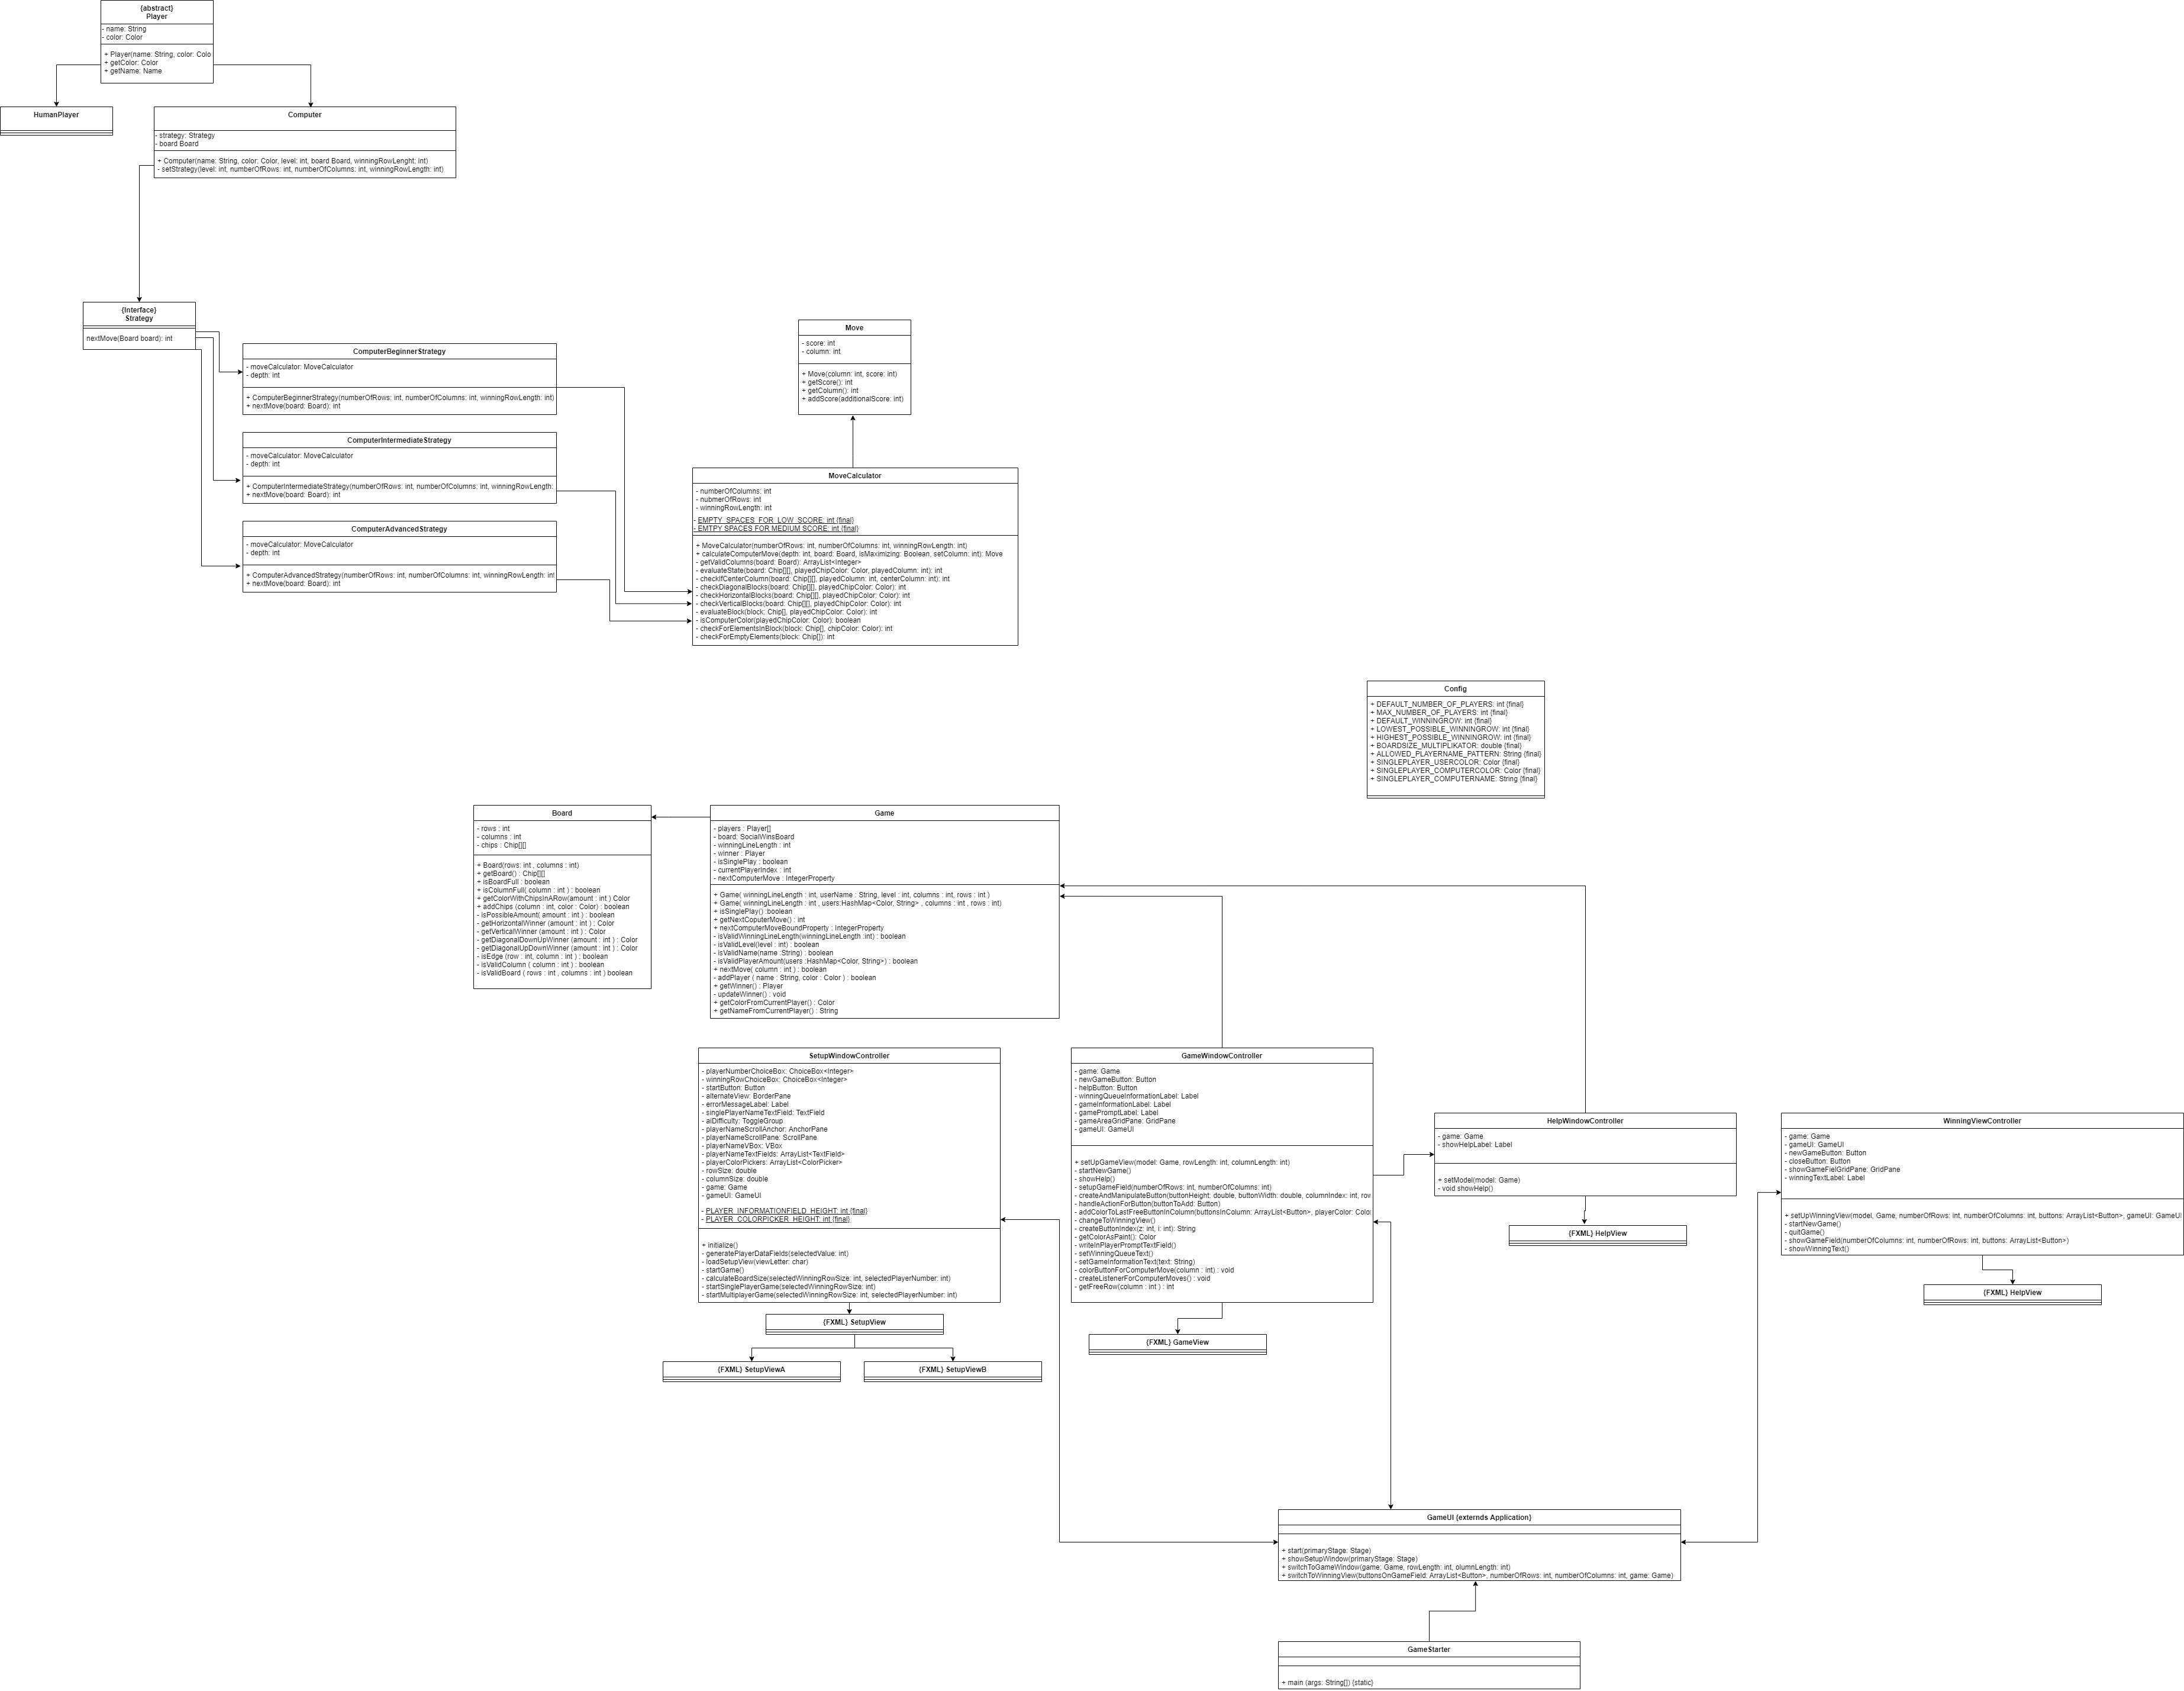 {abstract}
Player
- name: String
- color: Color
+ Player(name: String, color: Colo
+ getColor: Color
+ getName: Name
HumanPlayer
Computer
- strategy: Strategy
- board Board
+ Computer(name: String, color: Color, level: int, board Board, winningRowLenght: int)
- setStrategy(level: int, numberOfRows: int, numberOfColumns: int, winningRowLength: int)
{Interface}
Strategy
nextMove(Board board): int
ComputerBeginnerStrategy
- moveCalculator: MoveCalculator
- depth: int
+ ComputerBeginnerStrategy(numberOfRows: int, numberOfColumns: int, winningRowLength: int)
+ nextMove(board: Board): int
ComputerIntermediateStrategy
- moveCalculator: MoveCalculator
- depth: int
+ ComputerIntermediateStrategy(numberOfRows: int, numberOfColumns: int, winningRowLength:
+ nextMove(board: Board): int
ComputerAdvancedStrategy
- moveCalculator: MoveCalculator
- depth: int
+ ComputerAdvancedStrategy(numberOfRows: int, numberOfColumns: int, winningRowLength: int
+ nextMove(board: Board): int
Move
- score: int
- column: int
+ Move(column: int, score: int)
+ getScore(): int
+ getColumn(): int
+ addScore(additionalScore: int)
MoveCalculator
- numberOfColumns: int
- nubmerOfRows: int
- winningRowLength: int
- EMPTY_SPACES_FOR_LOW_SCORE: int {final}
- EMTPY SPACES FOR MEDIUM SCORE: int {final}
+ MoveCalculator(numberOfRows: int, numberOfColumns: int, winningRowLength: int)
+ calculateComputerMove(depth: int, board: Board, isMaximizing: Boolean, setColumn: int): Move
- getValidColumns(board: Board): ArrayList<Integer>
- evaluateState(board: Chip[][], playedChipColor: Color, playedColumn: int): int
- checkIfCenterColumn(board: Chip[][], playedColumn: int, centerColumn: int): int
- checkDiagonalBlocks(board: Chip[][], playedChipColor: Color): int
- checkHorizontalBlocks(board: Chip[][], playedChipColor: Color): int
- checkVerticalBlocks(board: Chip[][], playedChipColor: Color): int
- evaluateBlock(block: Chip[], playedChipColor: Color): int
- isComputerColor(playedChipColor: Color): boolean
- checkForElementsInBlock(block: Chip[], chipColor: Color): int
- checkForEmptyElements(block: Chip[]): int
Config
+ DEFAULT_NUMBER_OF_PLAYERS: int {final}
+ MAX_NUMBER_OF_PLAYERS: int {final}
+ DEFAULT_WINNINGROW: int {final}
+ LOWEST_POSSIBLE_WINNINGROW: int {final}
+ HIGHEST_POSSIBLE_WINNINGROW: int {final}
+ BOARDSIZE_MULTIPLIKATOR: double {final}
+ ALLOWED_PLAYERNAME_PATTERN: String {final}
+ SINGLEPLAYER_USERCOLOR: Color {final}
+ SINGLEPLAYER_COMPUTERCOLOR: Color {final}
+ SINGLEPLAYER_COMPUTERNAME: String {final}
Board
- rows : int
- columns : int
- chips : Chip[][]
+ Board(rows: int , columns : int)
+ getBoard() : Chip[][]
+ isBoardFull : boolean
+ isColumnFull( column : int ) : boolean
+ getColorWithChipsInARow(amount : int ) Color
+ addChips (column : int, color : Color) : boolean
- isPossibleAmount( amount : int ) : boolean
- getHorizontalWinner (amount : int ) : Color
- getVerticalWinner (amount : int ) : Color
- getDiagonalDownUpWinner (amount : int ) : Color
- getDiagonalUpDownWinner (amount : int ) : Color
- isEdge (row : int, column : int ) : boolean
- isValidColumn ( column : int ) : boolean
- isValidBoard ( rows : int , columns : int ) boolean
Game
- players : Player[]
- board: SocialWinsBoard
- winningLineLength : int
- winner : Player
- isSinglePlay : boolean
- currentPlayerIndex : int
- nextComputerMove : IntegerProperty
+ Game( winningLineLength : int, userName : String, level : int, columns : int, rows : int )
+ Game( winningLineLength : int , users:HashMap<Color, String> , columns : int , rows : int)
+ isSinglePlay() :boolean
+ getNextCoputerMove() : int
+ nextComputerMoveBoundProperty : IntegerProperty
- isValidWinningLineLength(winningLineLength :int) : boolean
- isValidLevel(level : int) : boolean
- isValidName(name :String) : boolean
- isValidPlayerAmount(users :HashMap<Color, String>) : boolean
+ nextMove( column : int ) : boolean
- addPlayer ( name : String, color : Color ) : boolean
+ getWinner() : Player
- updateWinner() : void
+ getColorFromCurrentPlayer() : Color
+ getNameFromCurrentPlayer() : String
SetupWindowController
- playerNumberChoiceBox: ChoiceBox<Integer>
- winningRowChoiceBox: ChoiceBox<Integer>
- startButton: Button
- alternateView: BorderPane
- errorMessageLabel: Label
- singlePlayerNameTextField: TextField
- aiDifficulty: ToggleGroup
- playerNameScrollAnchor: AnchorPane
- playerNameScrollPane: ScrollPane
- playerNameVBox: VBox
- playerNameTextFields: ArrayList<TextField>
- playerColorPickers: ArrayList<ColorPicker>
- rowSize: double
- columnSize: double
- game: Game
- gameUI: GameUI
- PLAYER_INFORMATIONFIELD_HEIGHT: int {final}
- PLAYER_COLORPICKER_HEIGHT: int {final}
+ initialize()
- generatePlayerDataFields(selectedValue: int)
- loadSetupView(viewLetter: char)
- startGame()
- calculateBoardSize(selectedWinningRowSize: int, selectedPlayerNumber: int)
- startSinglePlayerGame(selectedWinningRowSize: int)
- startMultiplayerGame(selectedWinningRowSize: int, selectedPlayerNumber: int)
{FXML} SetupView
{FXML} SetupViewA
{FXML} SetupViewB
GameWindowController
- game: Game
- newGameButton: Button
- helpButton: Button
- winningQueueInformationLabel: Label
- gameInformationLabel: Label
- gamePromptLabel: Label
- gameAreaGridPane: GridPane
- gameUI: GameUI
+ setUpGameView(model: Game, rowLength: int, columnLength: int)
- startNewGame()
- showHelp()
- setupGameField(numberOfRows: int, numberOfColumns: int)
- createAndManipulateButton(buttonHeight: double, buttonWidth: double, columnIndex: int, row
- handleActionForButton(buttonToAdd: Button)
- addColorToLastFreeButtonInColumn(buttonsInColumn: ArrayList<Button>, playerColor: Colo
- changeToWinningView()
- createButtonIndex(z: int, i: int): String
- getColorAsPaint(): Color
- writeInPlayerPromptTextField()
- setWinningQueueText()
- setGameInformationText(text: String)
- colorButtonForComputerMove(column : int) : void
- createListenerForComputerMoves() : void
- getFreeRow(column : int ) : int
{FXML} GameView
HelpWindowController
- game: Game
- showHelpLabel: Label
+ setModel(model: Game)
- void showHelp()
{FXML} HelpView
WinningViewController
- game: Game
- gameUI: GameUI
- newGameButton: Button
- closeButton: Button
- showGameFielGridPane: GridPane
- winningTextLabel: Label
+ setUpWinningView(model, Game, numberOfRows: int, numberOfColumns: int, buttons: ArrayList<Button>, gameUI: GameUI
- startNewGame()
- quitGame()
- showGameField(numberOfColumns: int, numberOfRows: int, buttons: ArrayList<Button>)
- showWinningText()
{FXML} HelpView
GameUI {externds Application}
+ start(primaryStage: Stage)
+ showSetupWindow(primaryStage: Stage)
+ switchToGameWindow(game: Game, rowLength: int, olumnLength: int)
+ switchToWinningView(buttonsOnGameField: ArrayList<Button>, numberOfRows: int, numberOfColumns: int, game: Game)
GameStarter
+ main (args: String[]) {static}